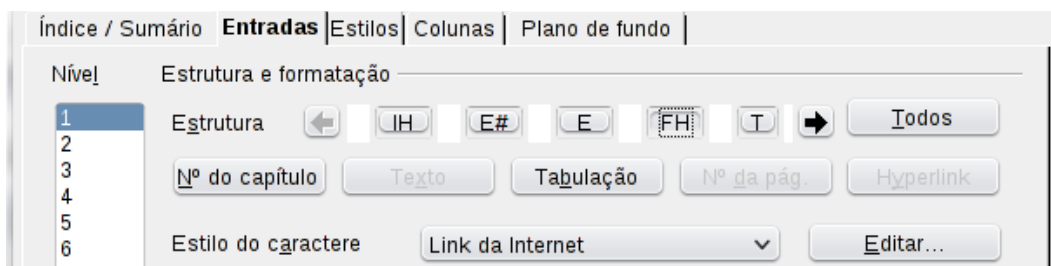 Índice / Sumário Entradas Estilos Colunas Plano de fundo
Nível Estrutura e formatação
1 Estrutura IH E# E FH T Todos
2
3 Nº do capítulo Texto Tabulação Nº da pág. Hyperlink
4
5
6 Estilo do caractere Link da Internet Editar...